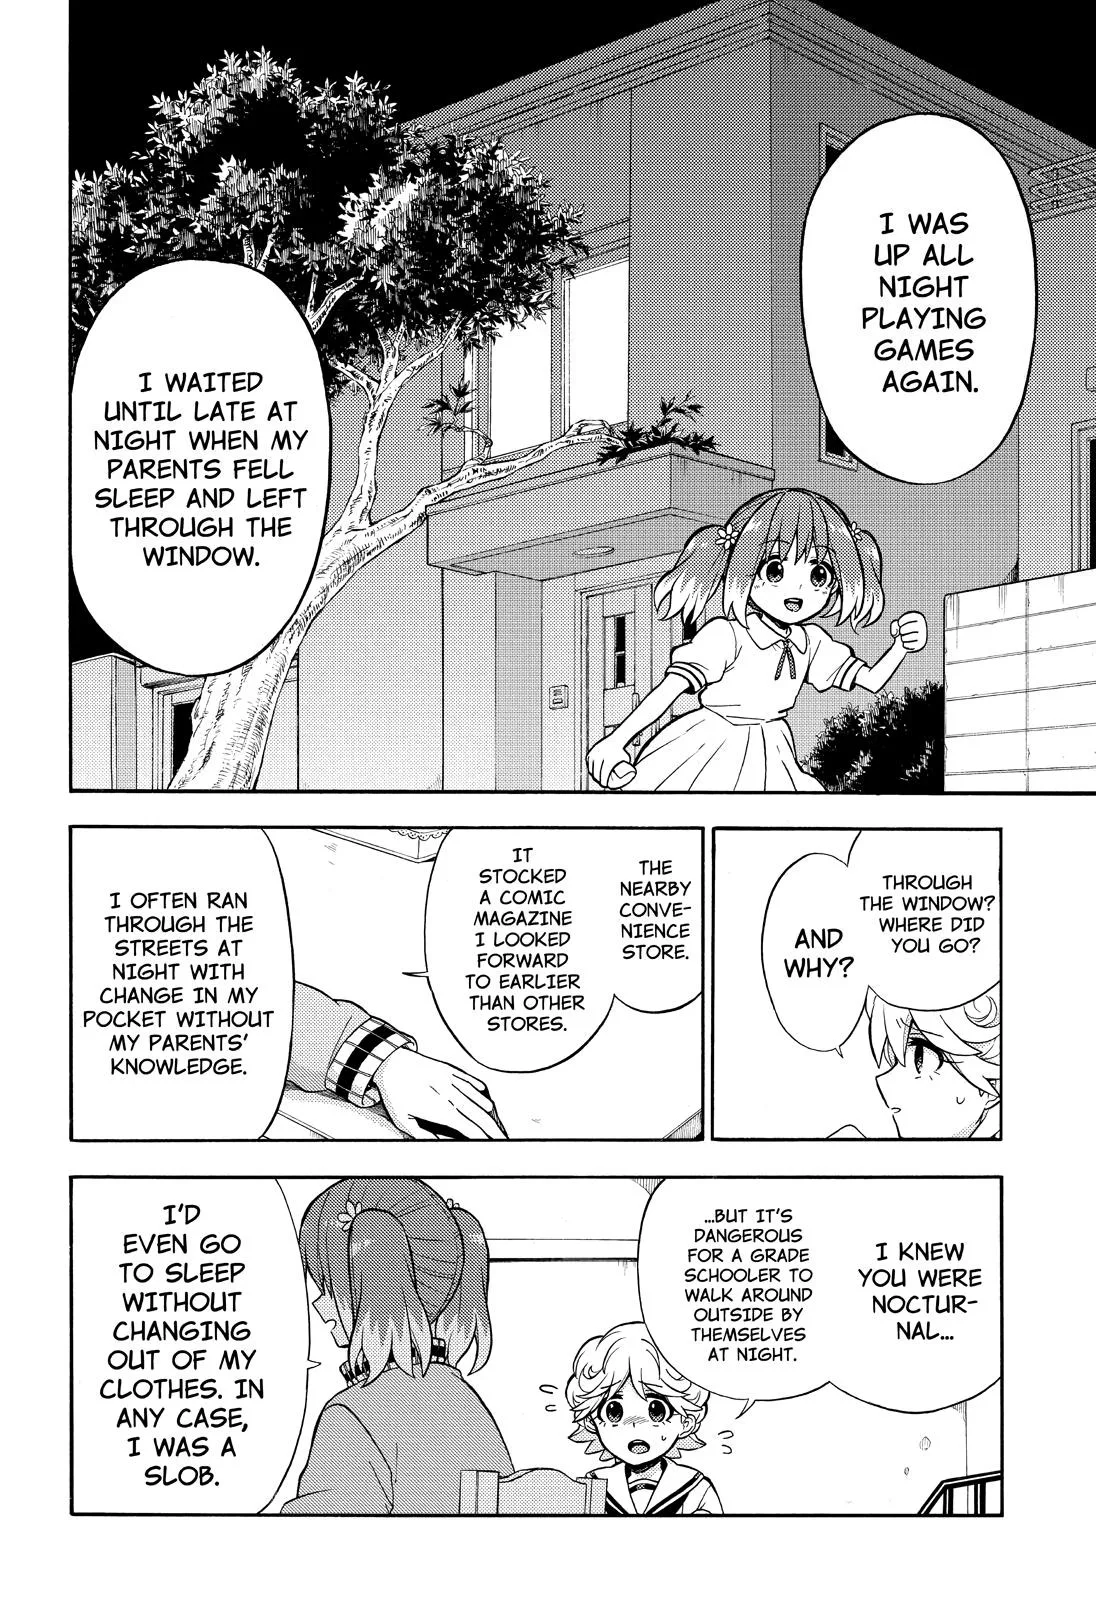 I WAS
UP ALL
NIGHT
PLAYING
GAMES
AGAIN.
I WAITED
UNTIL LATE AT
NIGHT WHEN MY
PARENTS FELL
SLEEP AND LEFT
THROUGH THE
WINDOW.
THROUGH
THE WINDOW?
WHERE DID
YOU GO?
AND
WHY?
THE
NEARBY
CONVE-
NIENCE
STORE.
IT
STOCKED
A COMIC
MAGAZINE
I LOOKED
FORWARD
TO EARLIER
THAN OTHER
STORES.
I OFTEN RAN
THROUGH THE
STREETS AT
NIGHT WITH
CHANGE IN MY
POCKET WITHOUT
MY PARENTS'
KNOWLEDGE.
I KNEW
YOU WERE
NOCTUR-
NAL...
...BUT IT'S
DANGEROUS
FOR A GRADE
SCHOOLER TO
WALK AROUND
OUTSIDE BY
THEMSELVES
AT NIGHT.
I'D
EVEN GO
TO SLEEP
WITHOUT
CHANGING
OUT OF MY
CLOTHES. IN
ANY CASE,
I WAS A
SLOB.